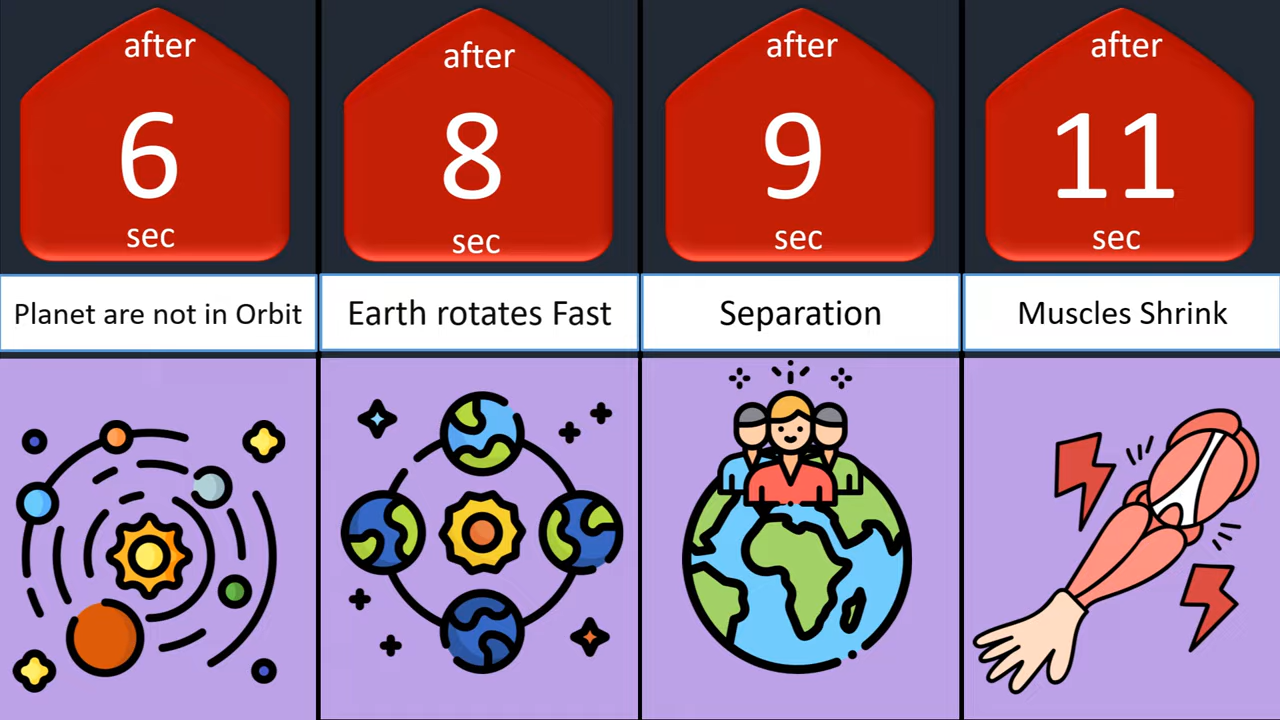 after
6
sec
Planet are not in Orbit
after
8
sec
Earth rotates Fast
after
9
sec
Separation
after
11
sec
Muscles Shrink